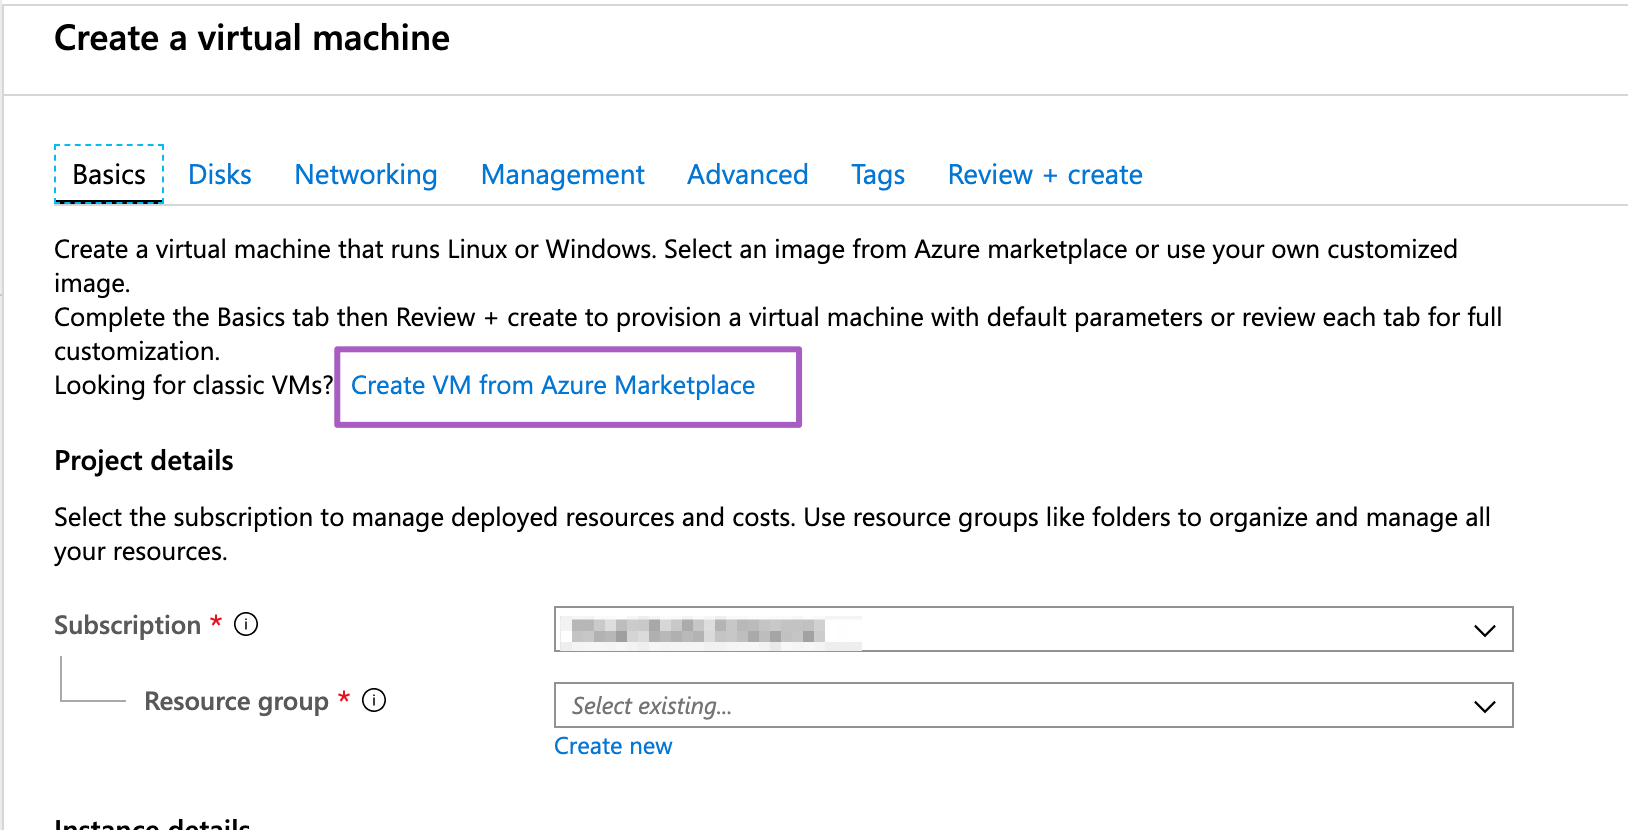 Create a virtual machine
Basics Disks Networking Management Advanced Tags Review + create
Create a virtual machine that runs Linux or Windows. Select an image from Azure marketplace or use your own customized
image.
Complete the Basics tab then Review + create to provision a virtual machine with default parameters or review each tab for full
customization.
Looking for classic VMs? Create VM from Azure Marketplace
Project details
Select the subscription to manage deployed resources and costs. Use resource groups like folders to organize and manage all
your resources.
Subscription *
Resource group * Select existing...
Create new
Instance details